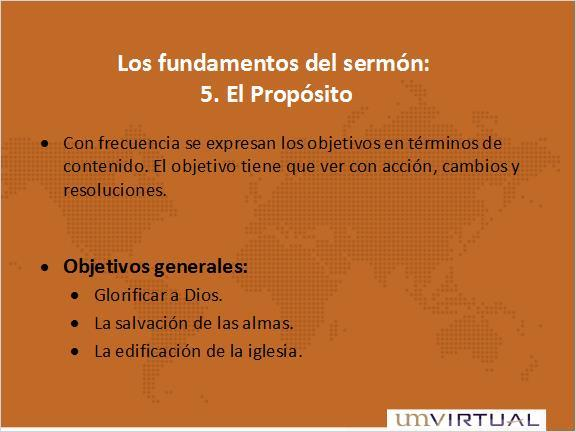 Los fundamentos del sermón:
5. El Propósito
• Con frecuencia se expresan los objetivos en términos de
contenido. El objetivo tiene que ver con acción, cambios y
resoluciones.
• Objetivos generales:
• Glorificar a Dios.
• La salvación de las almas.
• La edificación de la iglesia.
UMVIRTUAL